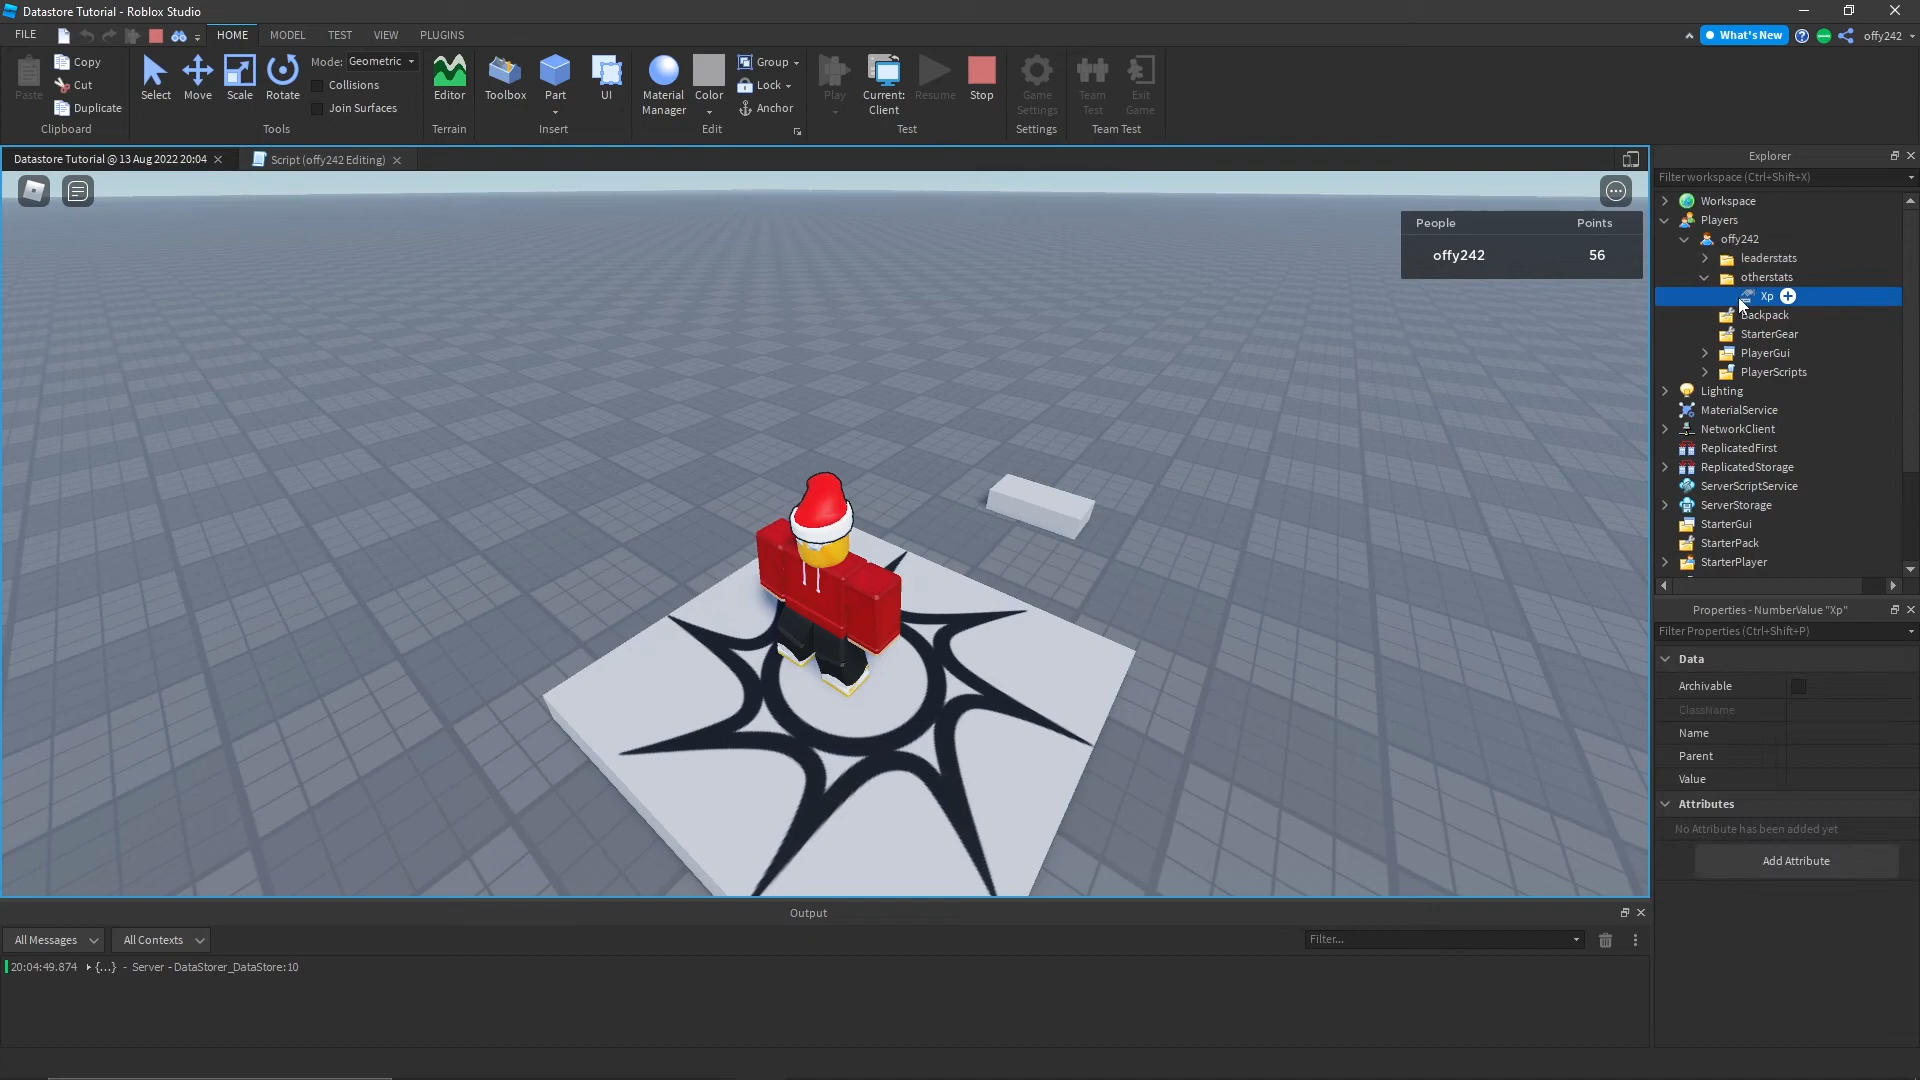 Datastore Tutorial - Roblox Studio
FILE
HOME
MODEL
TEST
VIEW
PLUGINS
What's New
offy242
Paste
Copy
Cut
Duplicate
Clipboard
Select
Move
Scale
Rotate
Mode: Geometric
Collisions
Join Surfaces
Tools
Editor
Terrain
Toolbox
Part
UI
Insert
Material Manager
Color
Group
Lock
Anchor
Edit
Play
Current: Client
Resume
Stop
Test
Game Settings
Settings
Team Test
Exit Game
Team Test
Datastore Tutorial @ 13 Aug 2022 20:04
Script (offy242 Editing)
People Points
offy242 56
Explorer
Filter workspace (Ctrl+Shift+X)
Workspace
Players
offy242
leaderstats
otherstats
Xp
Backpack
StarterGear
PlayerGui
PlayerScripts
Lighting
MaterialService
NetworkClient
ReplicatedFirst
ReplicatedStorage
ServerScriptService
ServerStorage
StarterGui
StarterPack
StarterPlayer
Properties - NumberValue "Xp"
Filter Properties (Ctrl+Shift+P)
Data
Archivable
ClassName
Name
Parent
Value
Attributes
No Attribute has been added yet
Add Attribute
Output
All Messages
All Contexts
Filter...
20:04:49.874 ▶ {...} - Server - DataStorer_DataStore:10